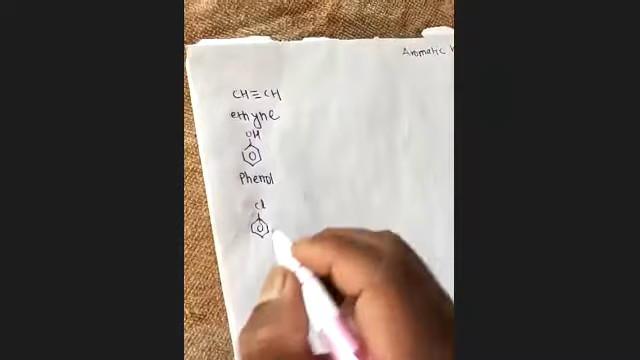 Aromatic
CH≡CH
ethyne
OH
Phenol
Cl